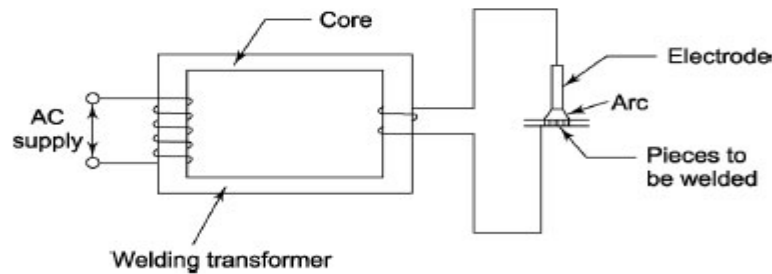 Core
Electrode
Arc
AC
supply
Pieces to
be welded
Welding transformer